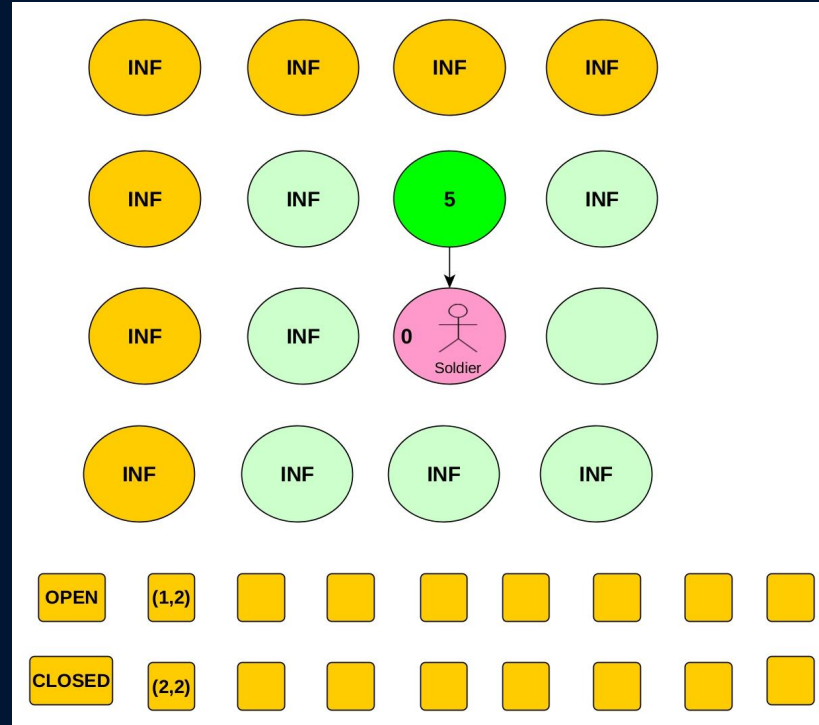 INF INF INF INF
INF INF 5 INF
INF INF 0
Soldier
INF INF INF INF
OPEN (1,2)
CLOSED (2,2)